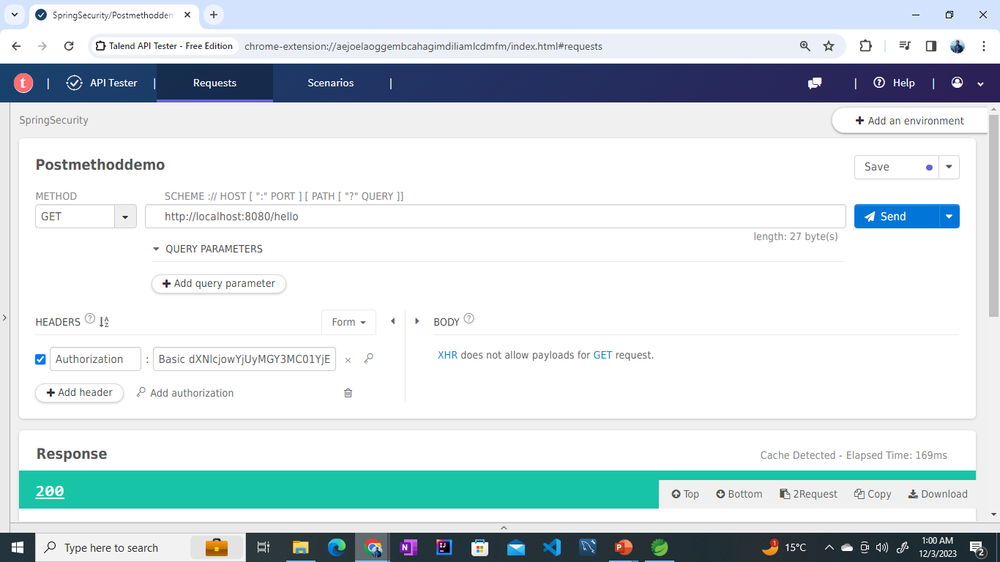 SpringSecurity/Postmethoddem
Talend API Tester - Free Edition chrome-extension://aejoelaoggembcahagimdiliamlcdmfm/index.html#requests
t | API Tester | Requests Scenarios | | Help |
SpringSecurity
Add an environment
Postmethoddemo
Save
METHOD SCHEME :// HOST [ ":" PORT ] [ PATH [ "?" QUERY ]]
GET http://localhost:8080/hello Send
length: 27 byte(s)
QUERY PARAMETERS
Add query parameter
HEADERS ? Form BODY ?
Authorization : Basic dXNlcjowYjUyMGY3MC01YjE
XHR does not allow payloads for GET request.
Add header Add authorization
Response
Cache Detected - Elapsed Time: 169ms
200
Top Bottom 2Request Copy Download
Type here to search
1
15°C
1:00 AM
12/3/2023
2